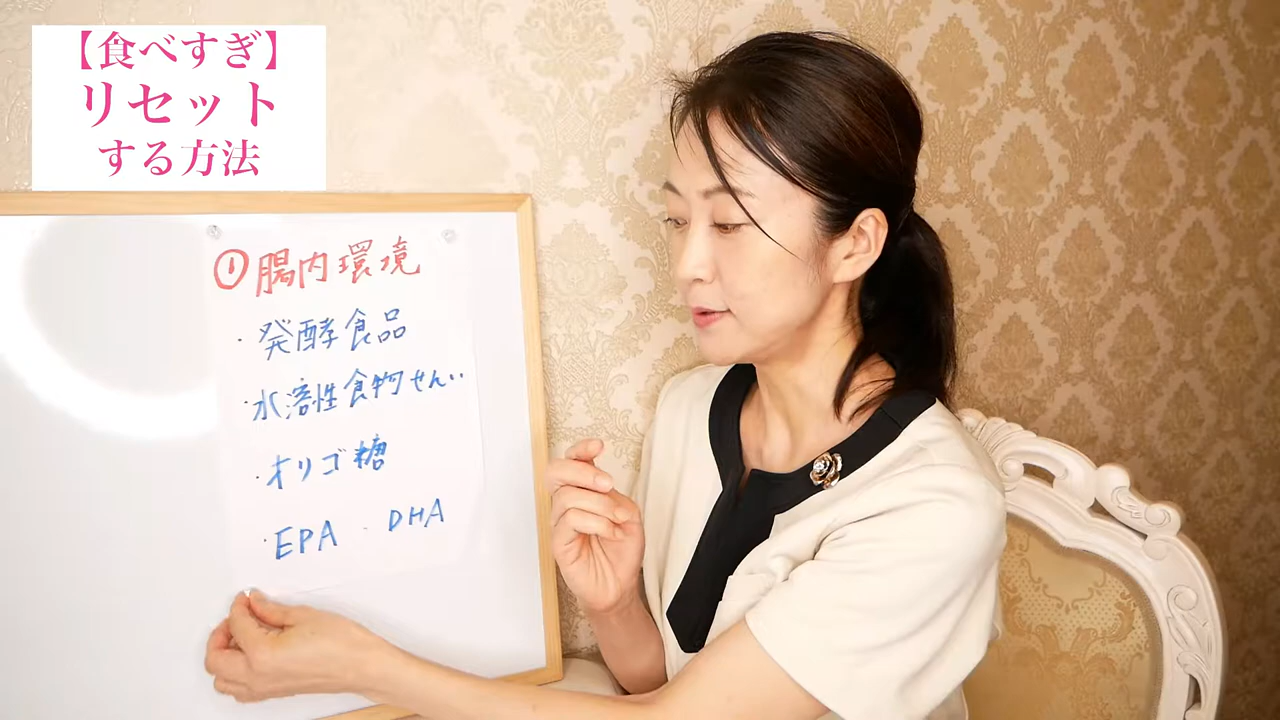 【食べすぎ】
リセット
する方法
①腸内環境
・発酵食品
・水溶性食物せんい
・オリゴ糖
・EPA・DHA